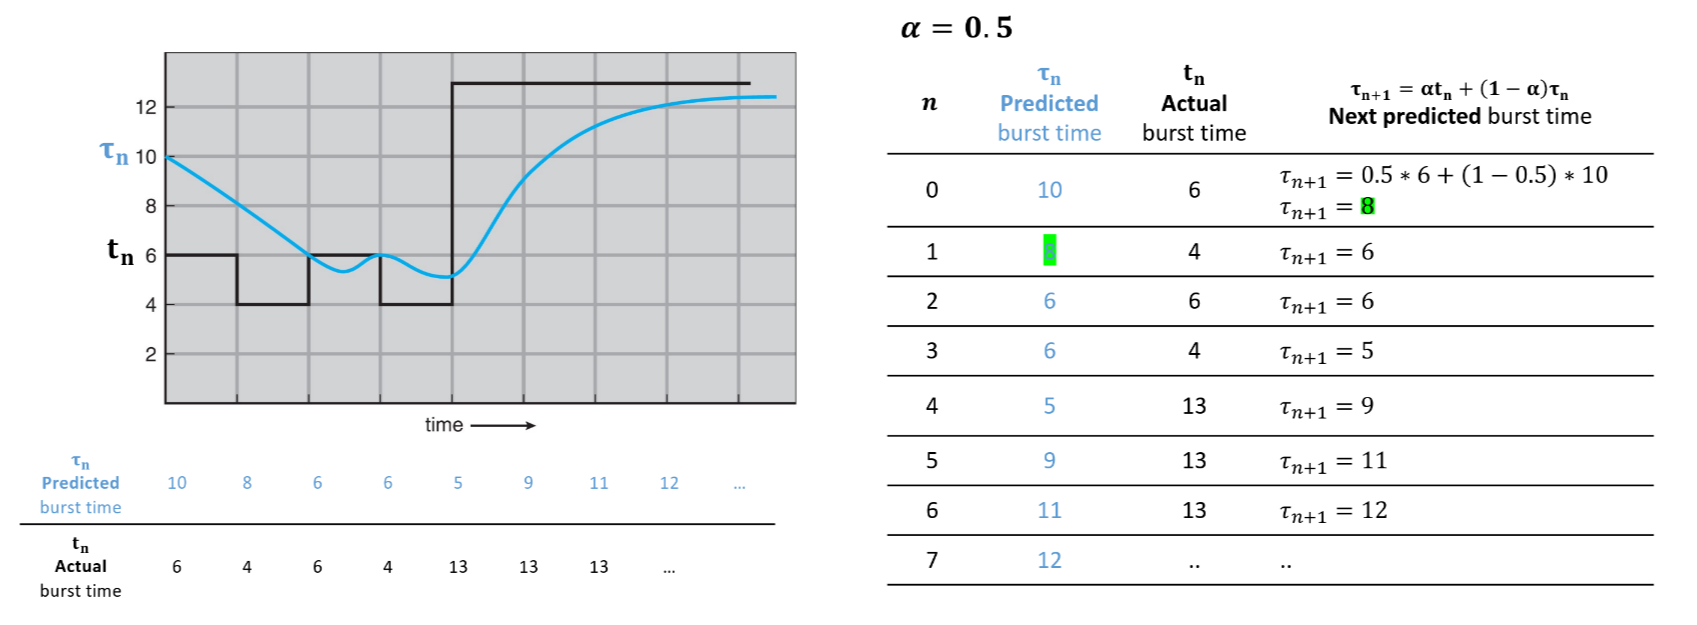 12
τₙ 10
8
tₙ 6
4
2
time
τₙ
Predicted 10 8 6 6 5 9 11 12 ...
burst time
tₙ
Actual 6 4 6 4 13 13 13 ...
burst time
α = 0.5
τₙ tₙ τₙ₊₁ = αtₙ + (1 − α)τₙ
n Predicted Actual Next predicted burst time
burst time burst time
0 10 6 τₙ₊₁ = 0.5 * 6 + (1 − 0.5) * 10
τₙ₊₁ = 8
1 8 4 τₙ₊₁ = 6
2 6 6 τₙ₊₁ = 6
3 6 4 τₙ₊₁ = 5
4 5 13 τₙ₊₁ = 9
5 9 13 τₙ₊₁ = 11
6 11 13 τₙ₊₁ = 12
7 12 .. ..